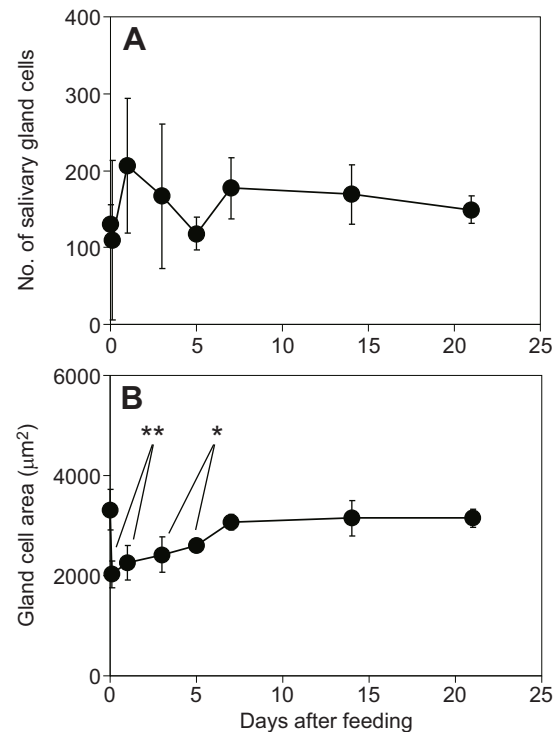 A
No. of salivary gland cells
400
300
200
100
0
0 5 10 15 20 25
B
** *
Gland cell area (μm²)
6000
4000
2000
0
0 5 10 15 20 25
Days after feeding